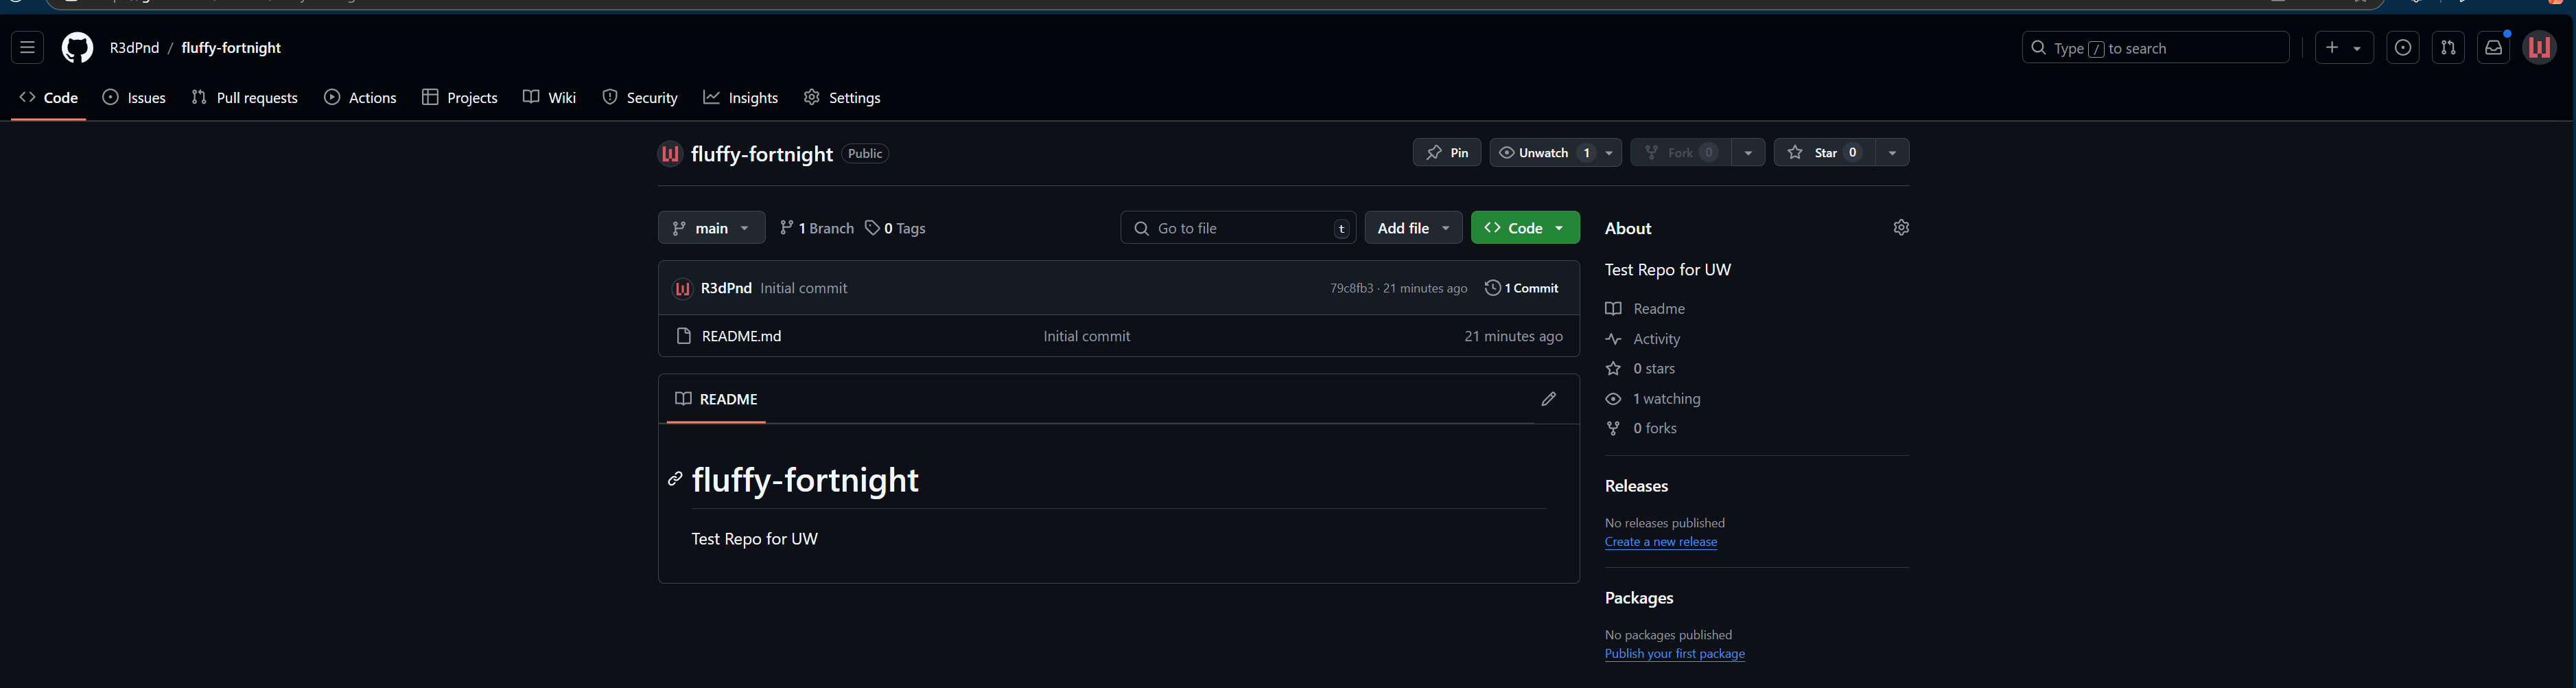 R3dPnd / fluffy-fortnight
Type / to search
Code Issues Pull requests Actions Projects Wiki Security Insights Settings
fluffy-fortnight Public
Pin Unwatch 1 Fork 0 Star 0
main 1 Branch 0 Tags Go to file t Add file Code
R3dPnd Initial commit 79c8fb3 · 21 minutes ago 1 Commit
README.md Initial commit 21 minutes ago
README
fluffy-fortnight
Test Repo for UW
About
Test Repo for UW
Readme
Activity
0 stars
1 watching
0 forks
Releases
No releases published
Create a new release
Packages
No packages published
Publish your first package